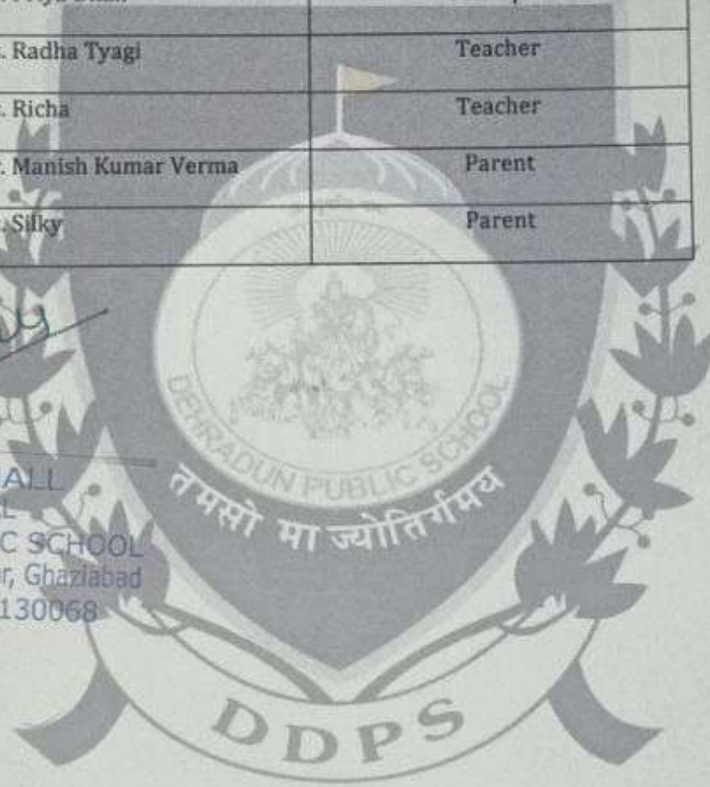 . Radha Tyagi Teacher
. Richa Teacher
. Manish Kumar Verma Parent
. Silky Parent
DEHRADUN PUBLIC SCHOOL
तमसो मा ज्योतिर्गमय
ALL
L
C SCHOOL
r, Ghaziabad
130068
DDPS